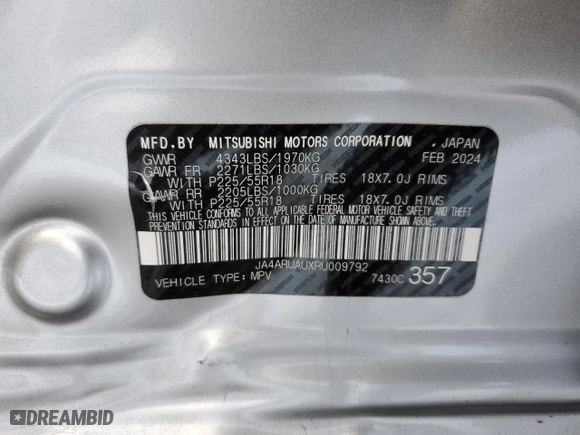 MFD.BY MITSUBISHI MOTORS CORPORATION . JAPAN
GVWR 4343LBS/1970KG FEB 2024
GAWR FR 2271LBS/1030KG
WITH P225/55R18 TIRES 18X7.0J RIMS
GAWR RR 2205LBS/1000KG
WITH P225/55R18 TIRES 18X7.0J RIMS
THIS VEHICLE CONFORMS TO ALL APPLICABLE FEDERAL MOTOR VEHICLE SAFETY AND THEFT
PREVENTION STANDARDS IN EFFECT ON THE DATE OF MANUFACTURE SHOWN ABOVE.
JA4ARUAUXRU009792
VEHICLE TYPE: MPV 7430C 357
DREAMBID